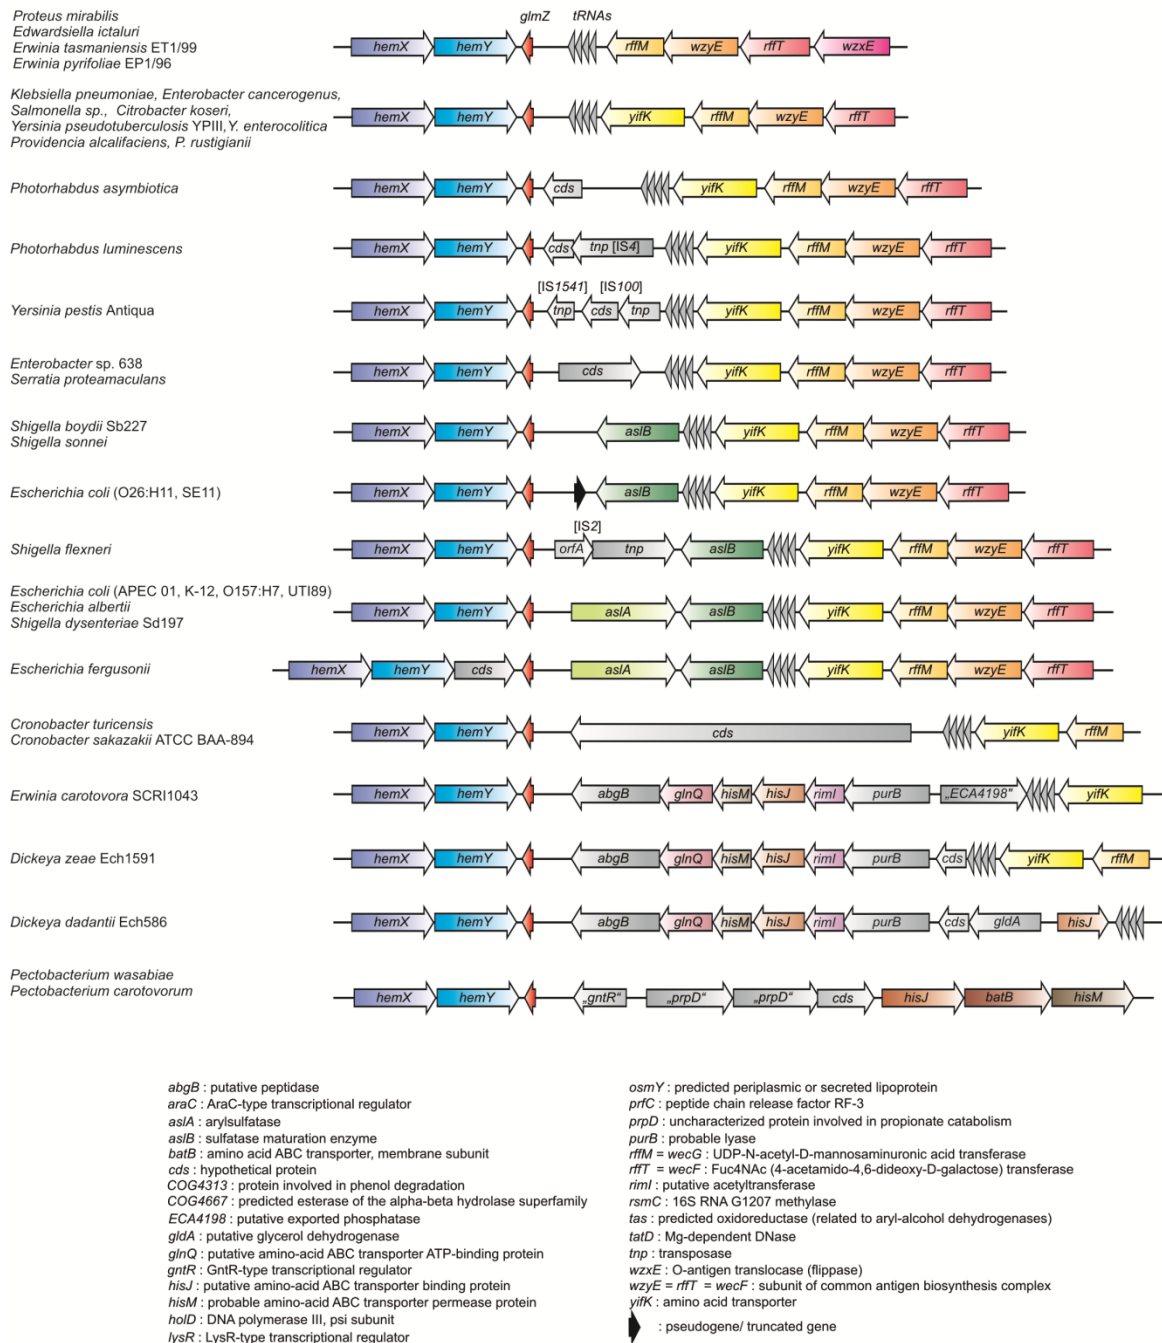 Proteus mirabilis
Edwardsiella ictaluri
Erwinia tasmaniensis ET1/99
Erwinia pyrifoliae EP1/96
glmZ tRNAs
hemX hemY rffM wzyE rffT wzxE
Klebsiella pneumoniae, Enterobacter cancerogenus,
Salmonella sp., Citrobacter koseri,
Yersinia pseudotuberculosis YPIII, Y. enterocolitica
Providencia alcalifaciens, P. rustigianii
hemX hemY yifK rffM wzyE rffT
Photorhabdus asymbiotica
hemX hemY cds yifK rffM wzyE rffT
Photorhabdus luminescens
hemX hemY cds tnp [IS4] yifK rffM wzyE rffT
[IS1541] [IS100]
Yersinia pestis Antiqua
hemX hemY tnp cds tnp yifK rffM wzyE rffT
Enterobacter sp. 638
Serratia proteamaculans
hemX hemY cds yifK rffM wzyE rffT
Shigella boydii Sb227
Shigella sonnei
hemX hemY aslB yifK rffM wzyE rffT
Escherichia coli (O26:H11, SE11)
hemX hemY aslB yifK rffM wzyE rffT
[IS2]
Shigella flexneri
hemX hemY orfA tnp aslB yifK rffM wzyE rffT
Escherichia coli (APEC 01, K-12, O157:H7, UTI89)
Escherichia albertii
Shigella dysenteriae Sd197
hemX hemY aslA aslB yifK rffM wzyE rffT
Escherichia fergusonii
hemX hemY cds aslA aslB yifK rffM wzyE rffT
Cronobacter turicensis
Cronobacter sakazakii ATCC BAA-894
hemX hemY cds yifK rffM
Erwinia carotovora SCRI1043
hemX hemY abgB glnQ hisM hisJ rimI purB „ECA4198" yifK
Dickeya zeae Ech1591
hemX hemY abgB glnQ hisM hisJ rimI purB cds yifK rffM
Dickeya dadantii Ech586
hemX hemY abgB glnQ hisM hisJ rimI purB cds gldA hisJ
Pectobacterium wasabiae
Pectobacterium carotovorum
hemX hemY „gntR“ „prpD“ „prpD“ cds hisJ batB hisM
abgB : putative peptidase
araC : AraC-type transcriptional regulator
aslA : arylsulfatase
aslB : sulfatase maturation enzyme
batB : amino acid ABC transporter, membrane subunit
cds : hypothetical protein
COG4313 : protein involved in phenol degradation
COG4667 : predicted esterase of the alpha-beta hydrolase superfamily
ECA4198 : putative exported phosphatase
gldA : putative glycerol dehydrogenase
glnQ : putative amino-acid ABC transporter ATP-binding protein
gntR : GntR-type transcriptional regulator
hisJ : putative amino-acid ABC transporter binding protein
hisM : probable amino-acid ABC transporter permease protein
holD : DNA polymerase III, psi subunit
lysR : LysR-type transcriptional regulator
osmY : predicted periplasmic or secreted lipoprotein
prfC : peptide chain release factor RF-3
prpD : uncharacterized protein involved in propionate catabolism
purB : probable lyase
rffM = wecG : UDP-N-acetyl-D-mannosaminuronic acid transferase
rffT = wecF : Fuc4NAc (4-acetamido-4,6-dideoxy-D-galactose) transferase
rimI : putative acetyltransferase
rsmC : 16S RNA G1207 methylase
tas : predicted oxidoreductase (related to aryl-alcohol dehydrogenases)
tatD : Mg-dependent DNase
tnp : transposase
wzxE : O-antigen translocase (flippase)
wzyE = rffT = wecF : subunit of common antigen biosynthesis complex
yifK : amino acid transporter
: pseudogene/ truncated gene